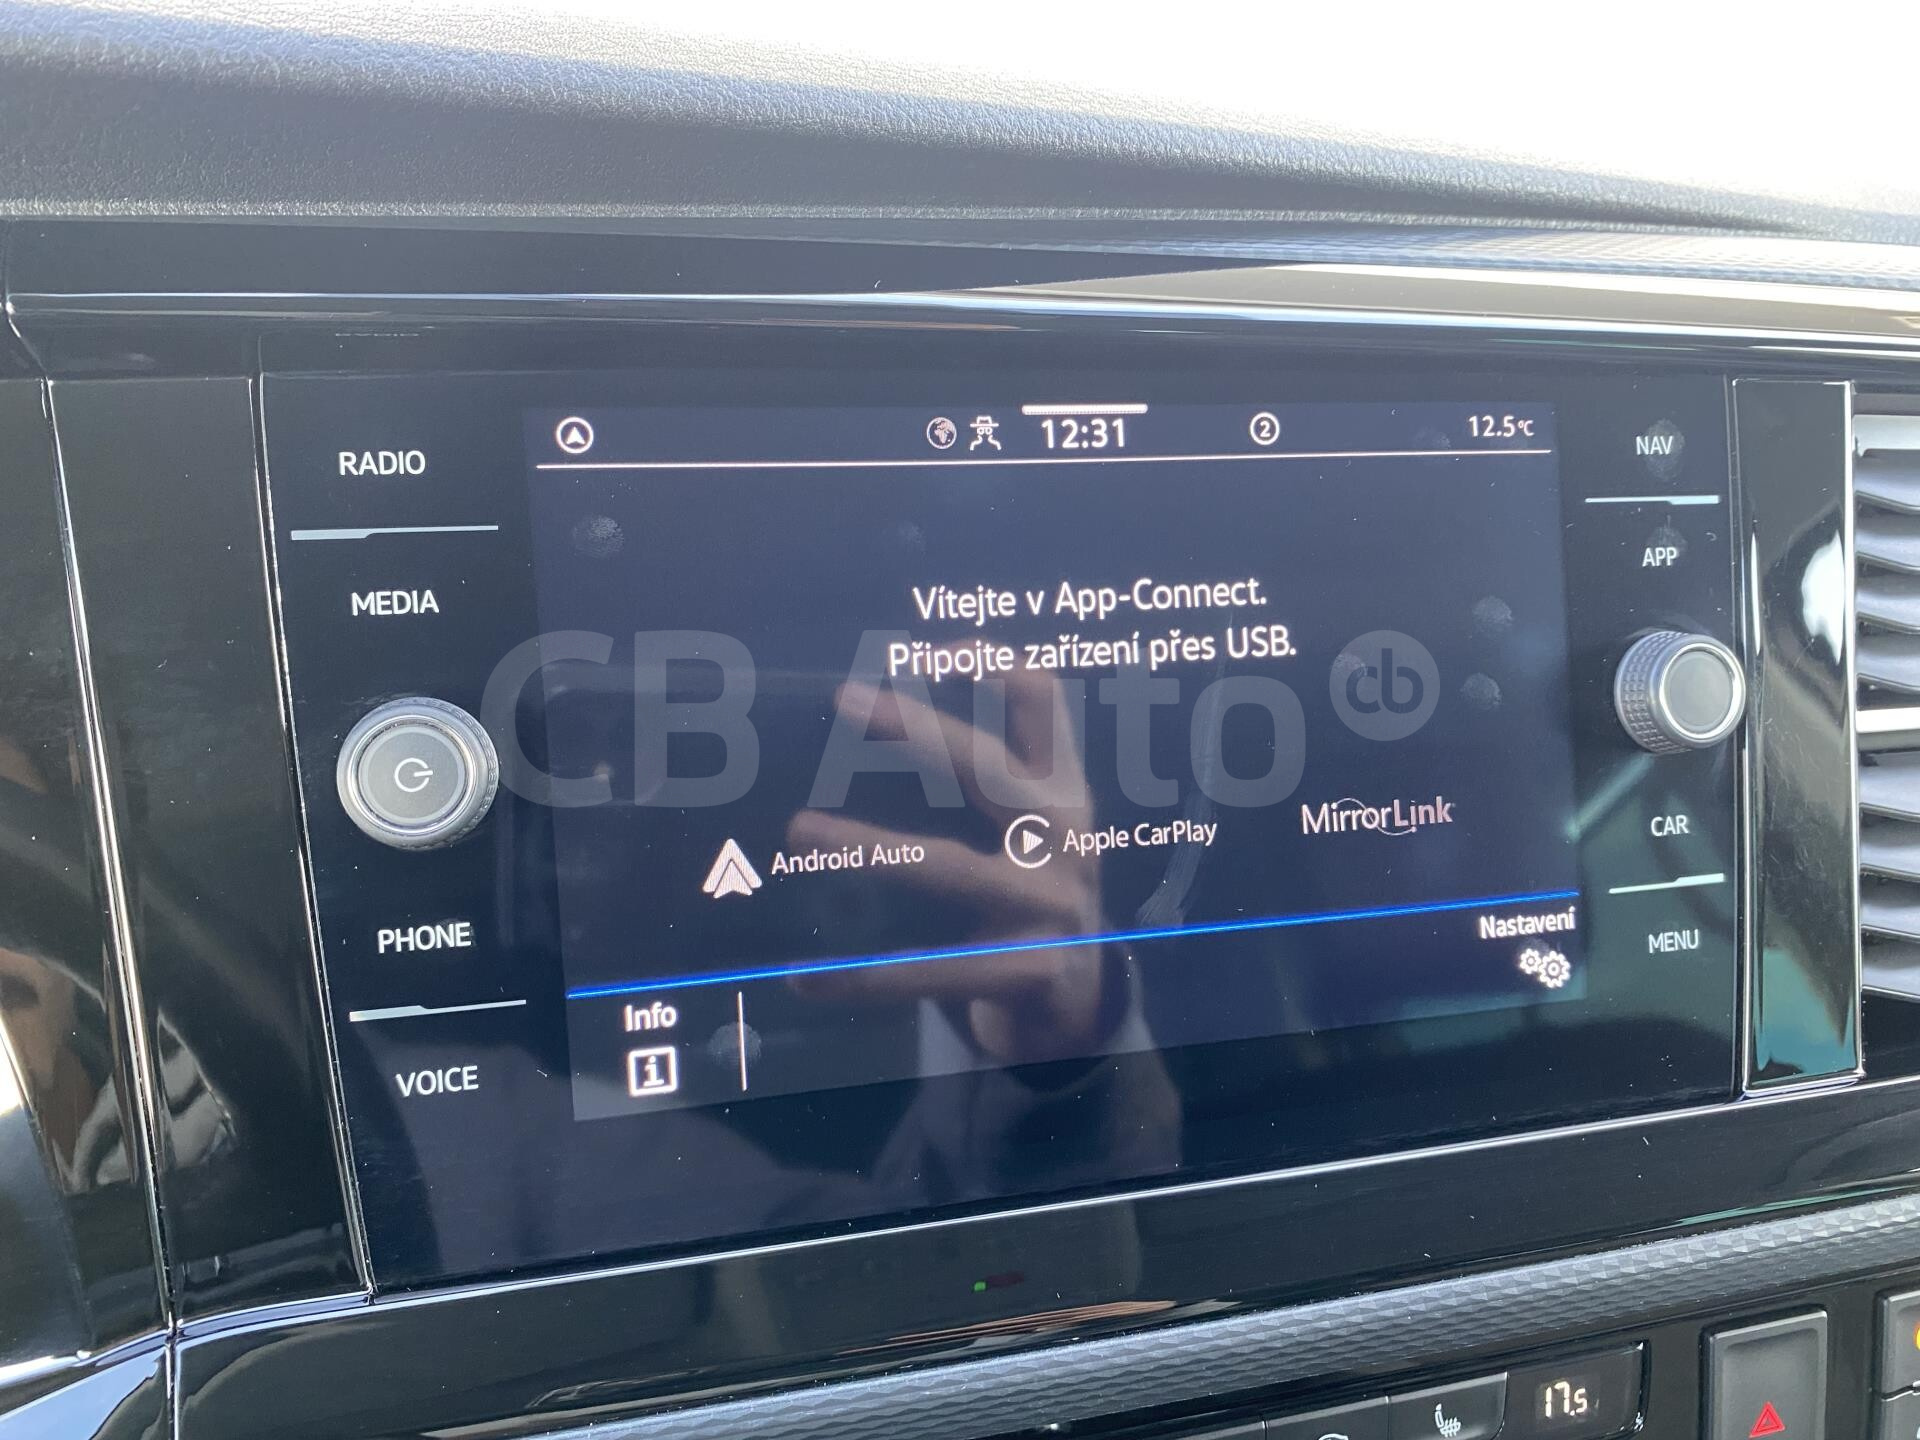 RADIO
MEDIA
PHONE
VOICE
12:31
2
12.5°C
Vítejte v App-Connect.
Připojte zařízení přes USB.
Android Auto
Apple CarPlay
MirrorLink
Nastavení
Info
i
NAV
APP
CAR
MENU
CB Auto cb
17.5